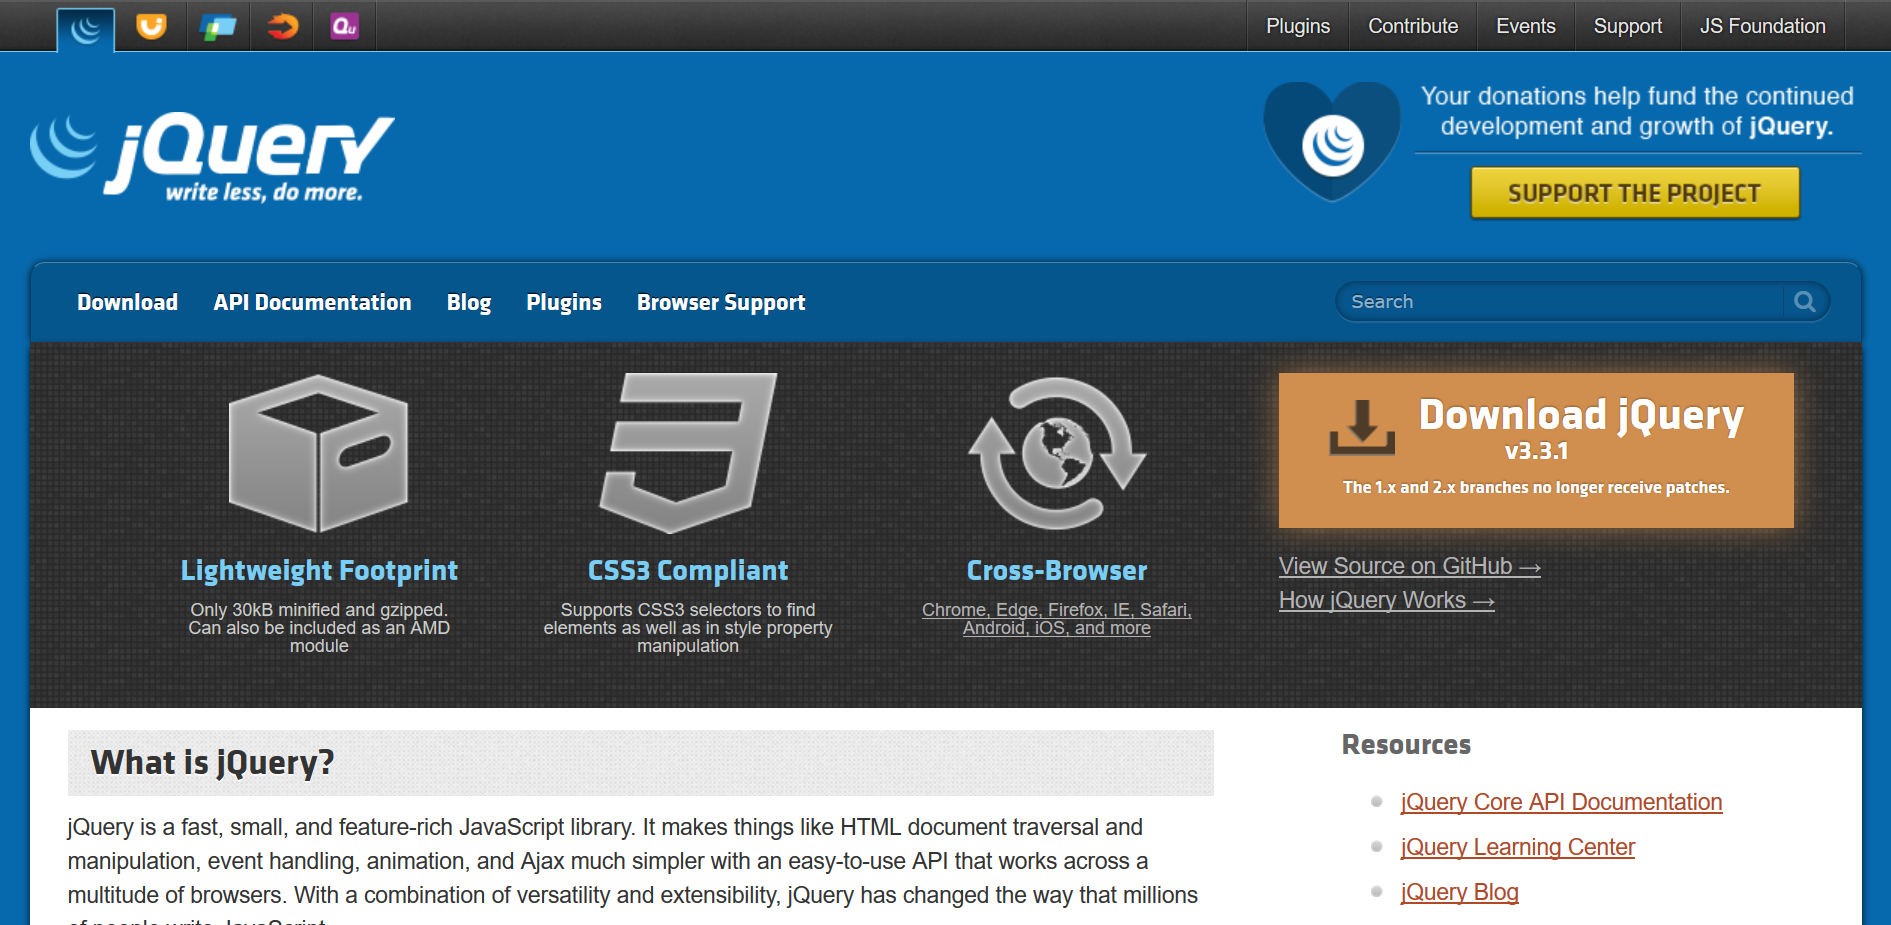 Qu
Plugins
Contribute
Events
Support
JS Foundation
jQuery
write less, do more.
Your donations help fund the continued
development and growth of jQuery.
SUPPORT THE PROJECT
Download
API Documentation
Blog
Plugins
Browser Support
Search
Lightweight Footprint
Only 30kB minified and gzipped.
Can also be included as an AMD
module
CSS3 Compliant
Supports CSS3 selectors to find
elements as well as in style property
manipulation
Cross-Browser
Chrome, Edge, Firefox, IE, Safari,
Android, iOS, and more
Download jQuery
v3.3.1
The 1.x and 2.x branches no longer receive patches.
View Source on GitHub →
How jQuery Works →
What is jQuery?
jQuery is a fast, small, and feature-rich JavaScript library. It makes things like HTML document traversal and
manipulation, event handling, animation, and Ajax much simpler with an easy-to-use API that works across a
multitude of browsers. With a combination of versatility and extensibility, jQuery has changed the way that millions
of people write JavaScript.
Resources
jQuery Core API Documentation
jQuery Learning Center
jQuery Blog